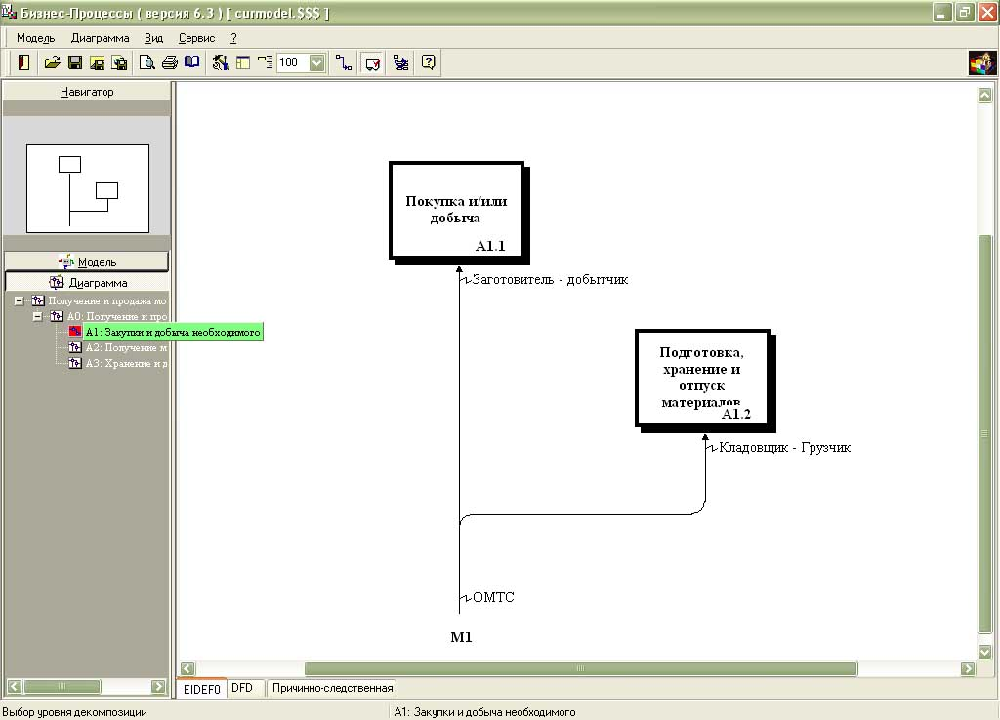 Бизнес-Процессы ( версия 6.3 ) [ curmodel.$$$ ]
Модель Диаграмма Вид Сервис ?
100
Навигатор
Модель
Диаграмма
Получение и продажа мо
A0: Получение и про
A1: Закупки и добыча необходимого
A2: Получение м
A3: Хранение и д
Покупка и/или
добыча
A1.1
Заготовитель - добытчик
Подготовка,
хранение и
отпуск
материалов
A1.2
Кладовщик - Грузчик
ОМТС
M1
EIDEF0 DFD Причинно-следственная
Выбор уровня декомпозиции A1: Закупки и добыча необходимого